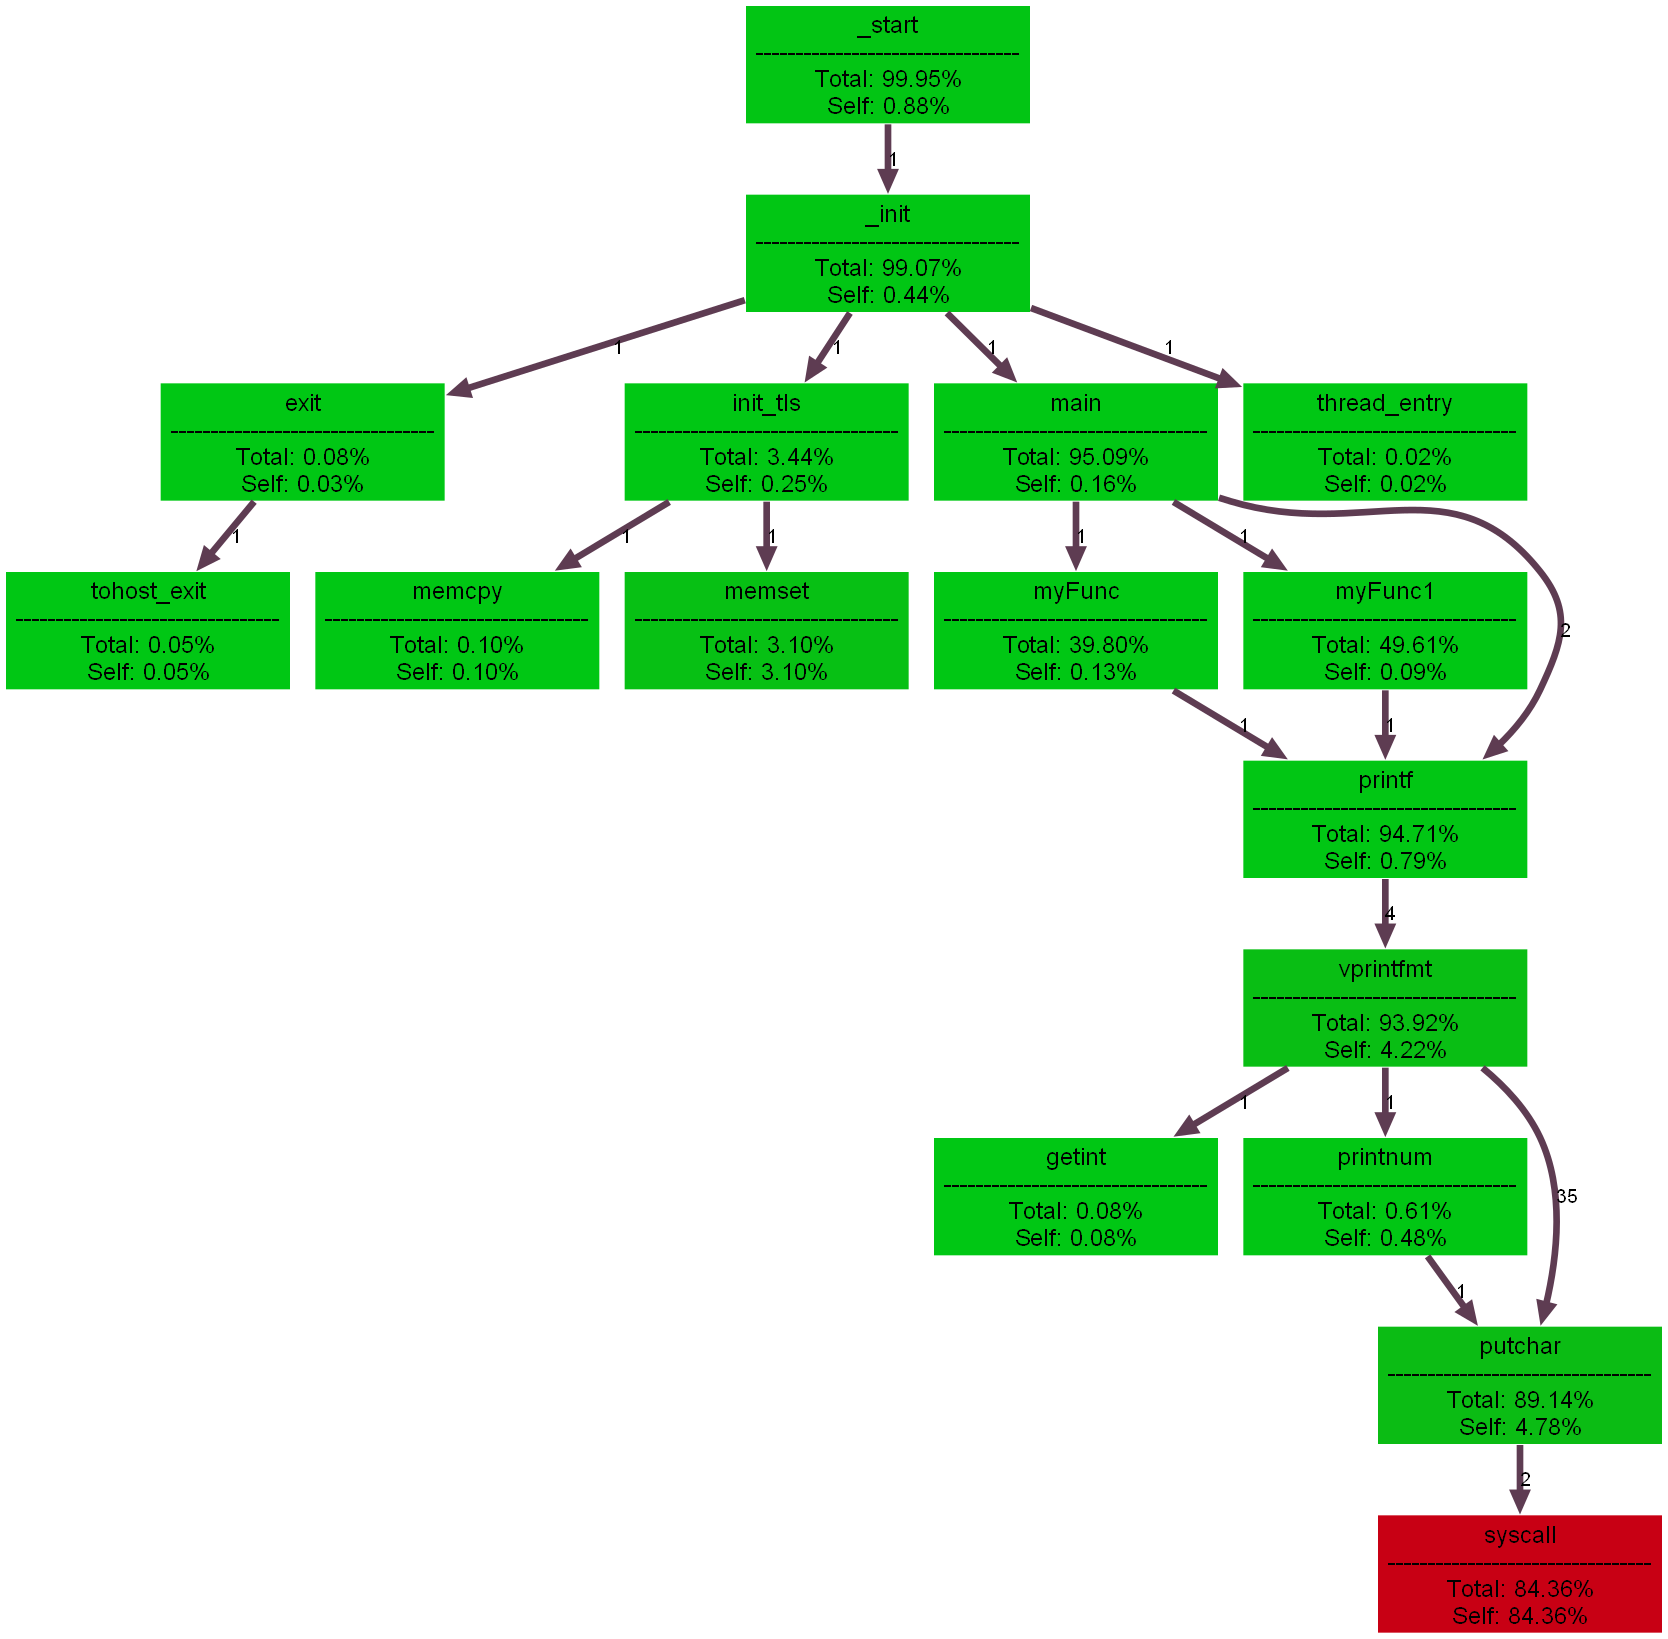 _start
---------------------------------
Total: 99.95%
Self: 0.88%
1
_init
---------------------------------
Total: 99.07%
Self: 0.44%
1
1
1
1
exit
---------------------------------
Total: 0.08%
Self: 0.03%
init_tls
---------------------------------
Total: 3.44%
Self: 0.25%
main
---------------------------------
Total: 95.09%
Self: 0.16%
thread_entry
---------------------------------
Total: 0.02%
Self: 0.02%
1
1
1
1
1
2
tohost_exit
---------------------------------
Total: 0.05%
Self: 0.05%
memcpy
---------------------------------
Total: 0.10%
Self: 0.10%
memset
---------------------------------
Total: 3.10%
Self: 3.10%
myFunc
---------------------------------
Total: 39.80%
Self: 0.13%
myFunc1
---------------------------------
Total: 49.61%
Self: 0.09%
1
1
printf
---------------------------------
Total: 94.71%
Self: 0.79%
4
vprintfmt
---------------------------------
Total: 93.92%
Self: 4.22%
1
1
35
getint
---------------------------------
Total: 0.08%
Self: 0.08%
printnum
---------------------------------
Total: 0.61%
Self: 0.48%
1
putchar
---------------------------------
Total: 89.14%
Self: 4.78%
2
syscall
---------------------------------
Total: 84.36%
Self: 84.36%